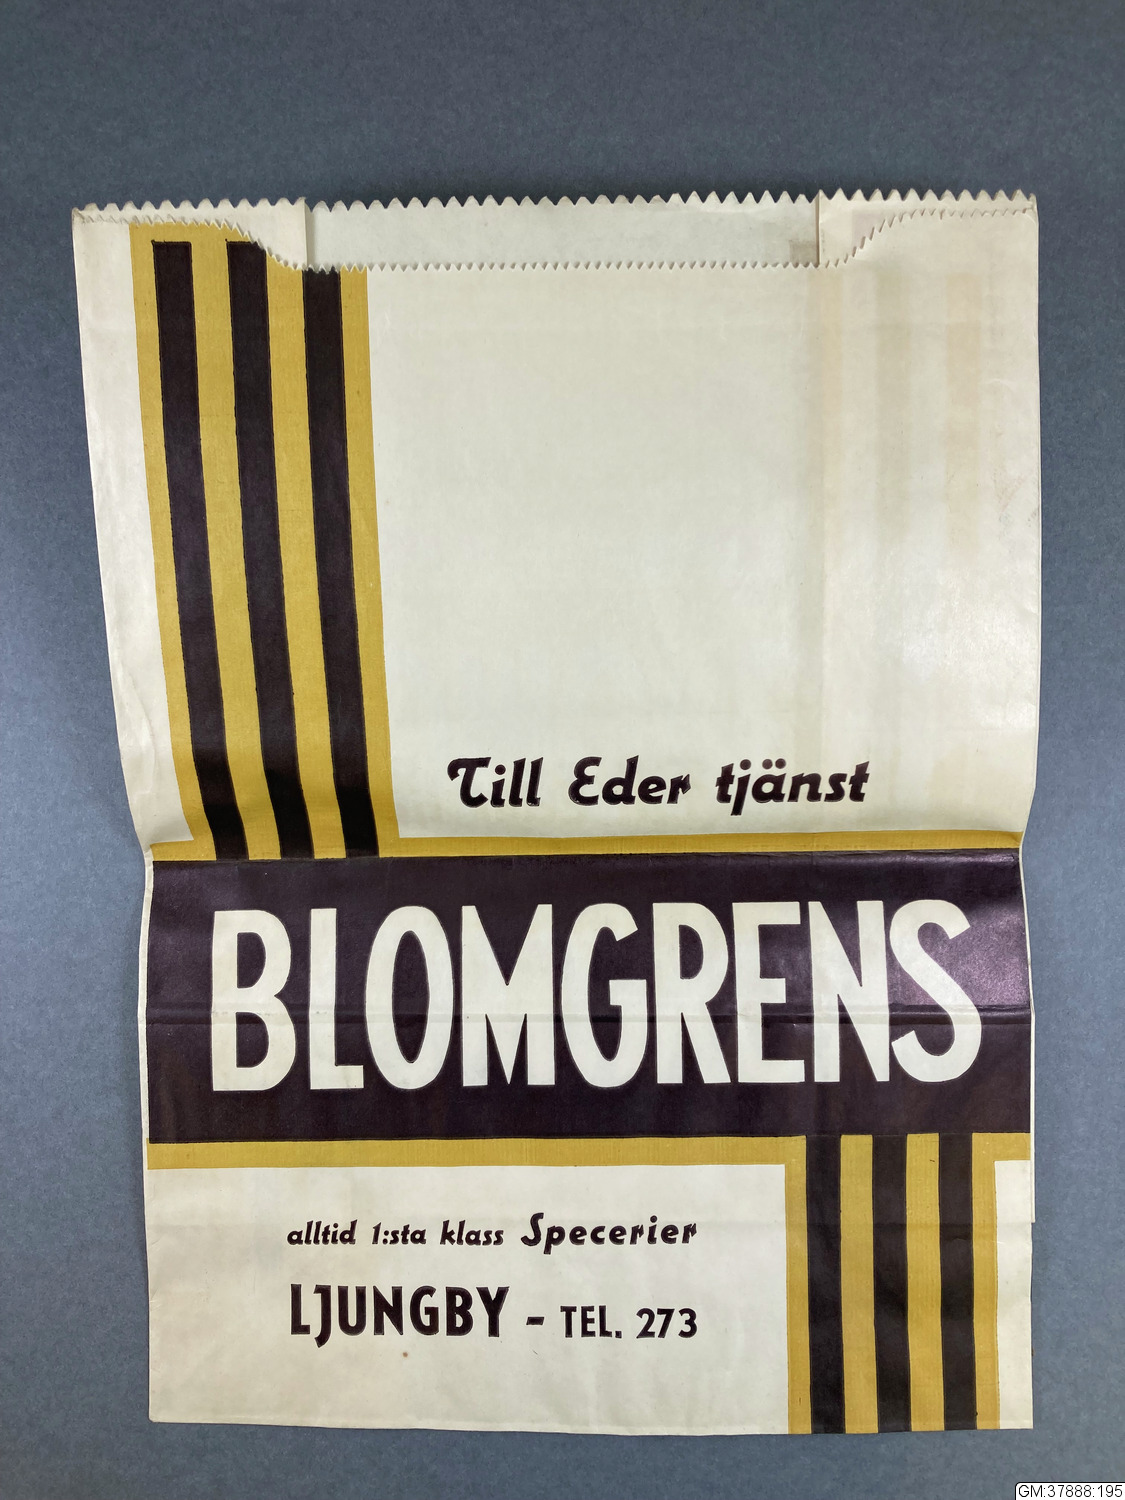 Till Eder tjänst
BLOMGRENS
alltid 1:sta klass Specerier
LJUNGBY - TEL. 273
GM:37888:195